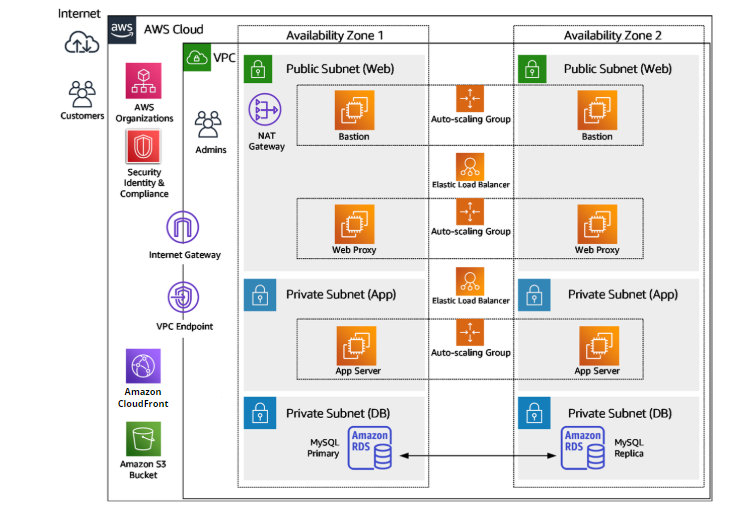 Internet
aws
AWS Cloud
Availability Zone 1
Availability Zone 2
VPC
Public Subnet (Web)
Public Subnet (Web)
Customers
AWS
Organizations
Admins
NAT
Gateway
Bastion
Auto-scaling Group
Bastion
Security
Identity &
Compliance
Elastic Load Balancer
Auto-scaling Group
Web Proxy
Web Proxy
Internet Gateway
Private Subnet (App)
Elastic Load Balancer
Private Subnet (App)
VPC Endpoint
Auto-scaling Group
App Server
App Server
Amazon
CloudFront
Private Subnet (DB)
Private Subnet (DB)
MySQL
Primary
Amazon
RDS
Amazon
RDS
MySQL
Replica
Amazon S3
Bucket